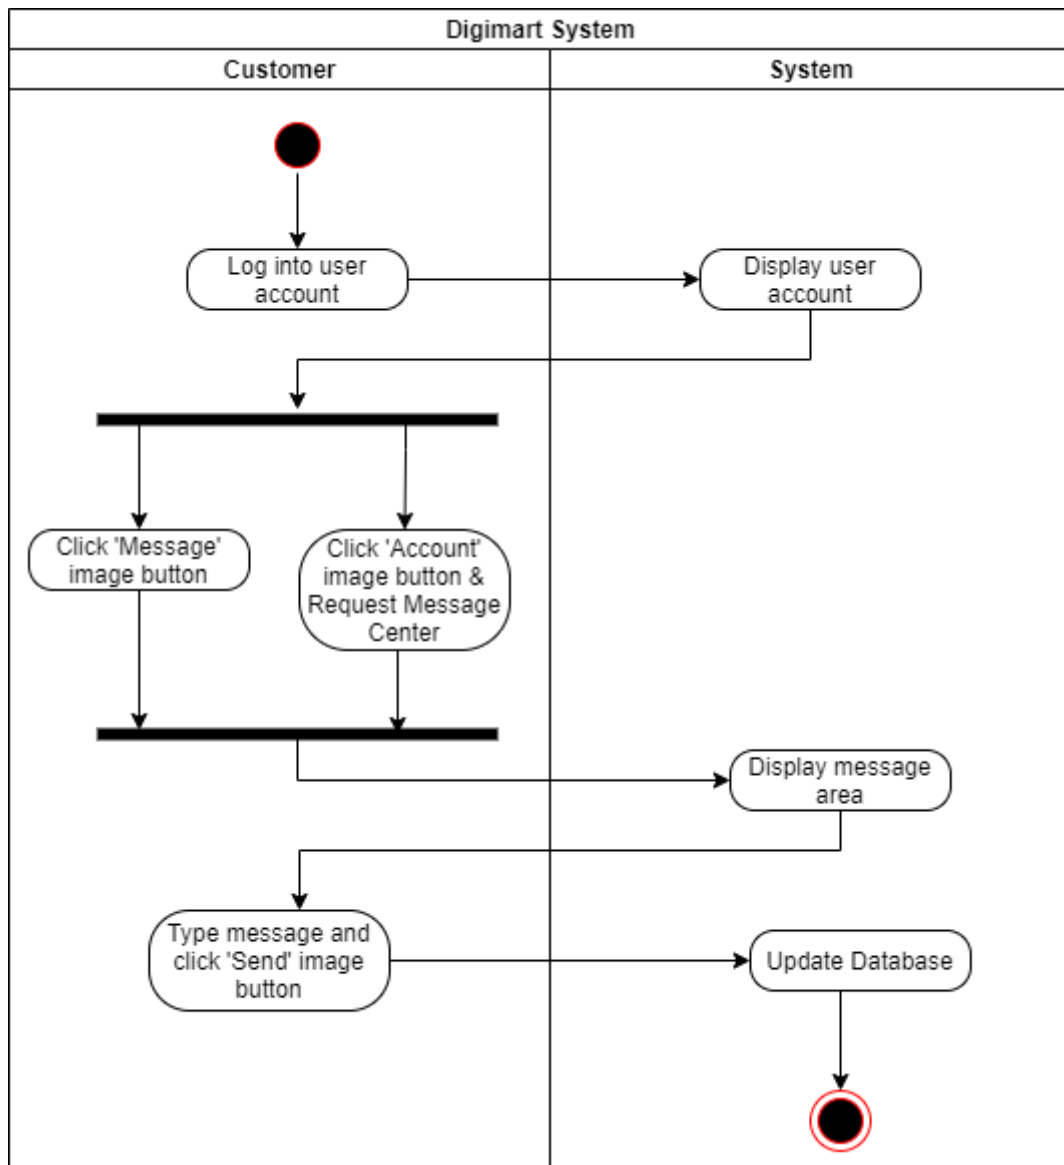 Digimart System
Customer
System
Log into user
account
Display user
account
Click 'Message'
image button
Click 'Account'
image button &
Request Message
Center
Display message
area
Type message and
click 'Send' image
button
Update Database